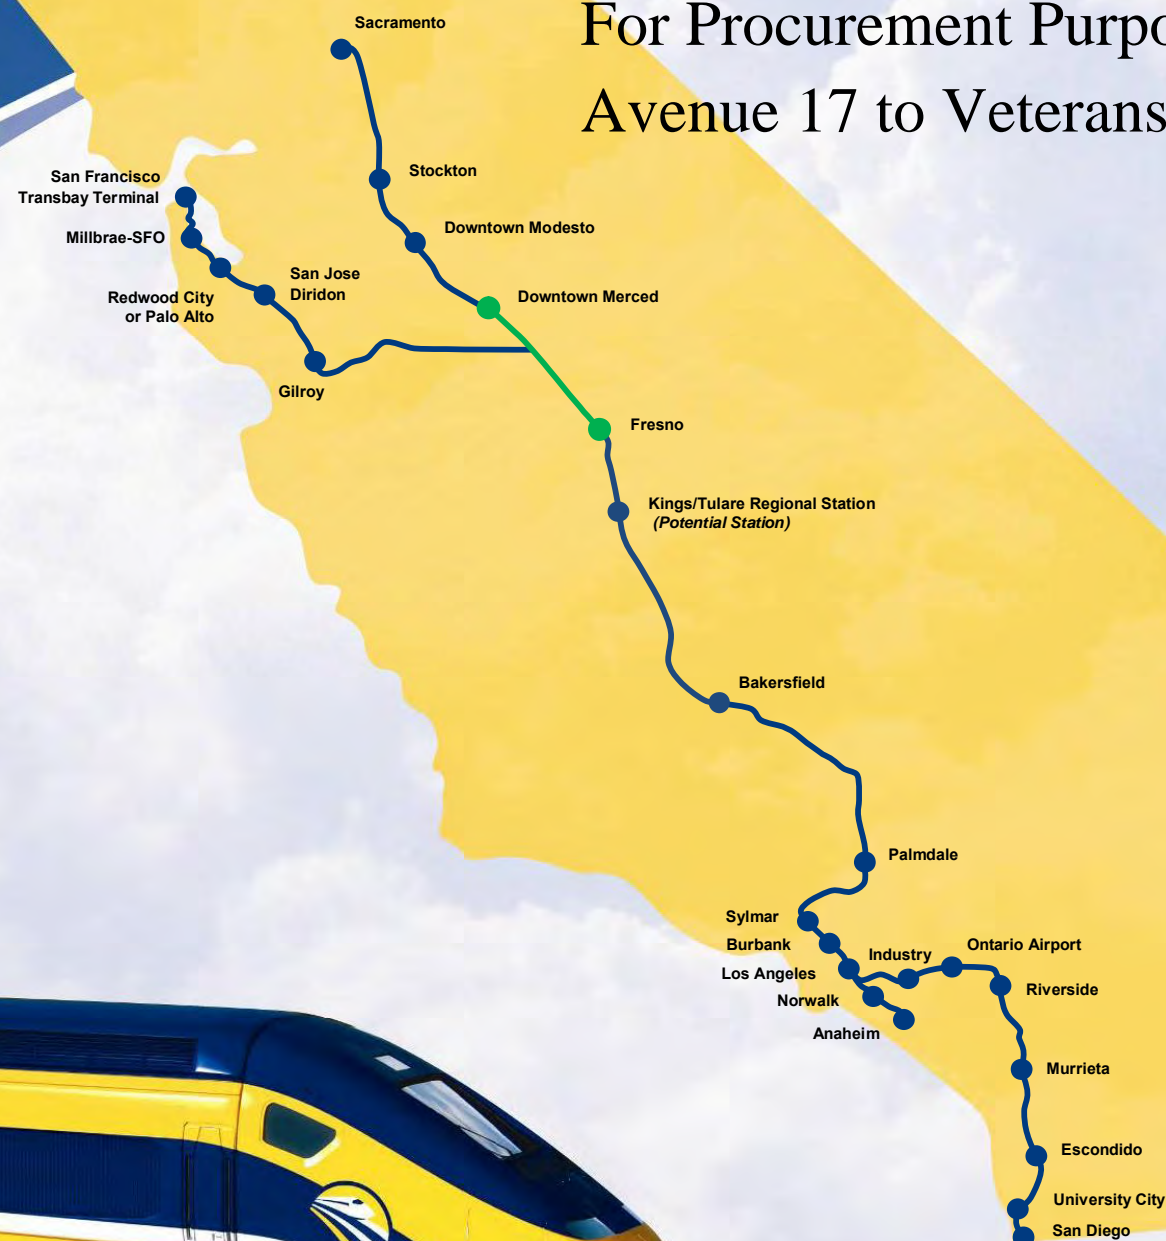 Sacramento
For Procurement Purpo
Avenue 17 to Veterans
San Francisco
Transbay Terminal
Stockton
Millbrae-SFO
Downtown Modesto
San Jose
Diridon
Redwood City
or Palo Alto
Downtown Merced
Gilroy
Fresno
Kings/Tulare Regional Station
(Potential Station)
Bakersfield
Palmdale
Sylmar
Burbank
Los Angeles
Industry
Ontario Airport
Norwalk
Riverside
Anaheim
Murrieta
Escondido
University City
San Diego